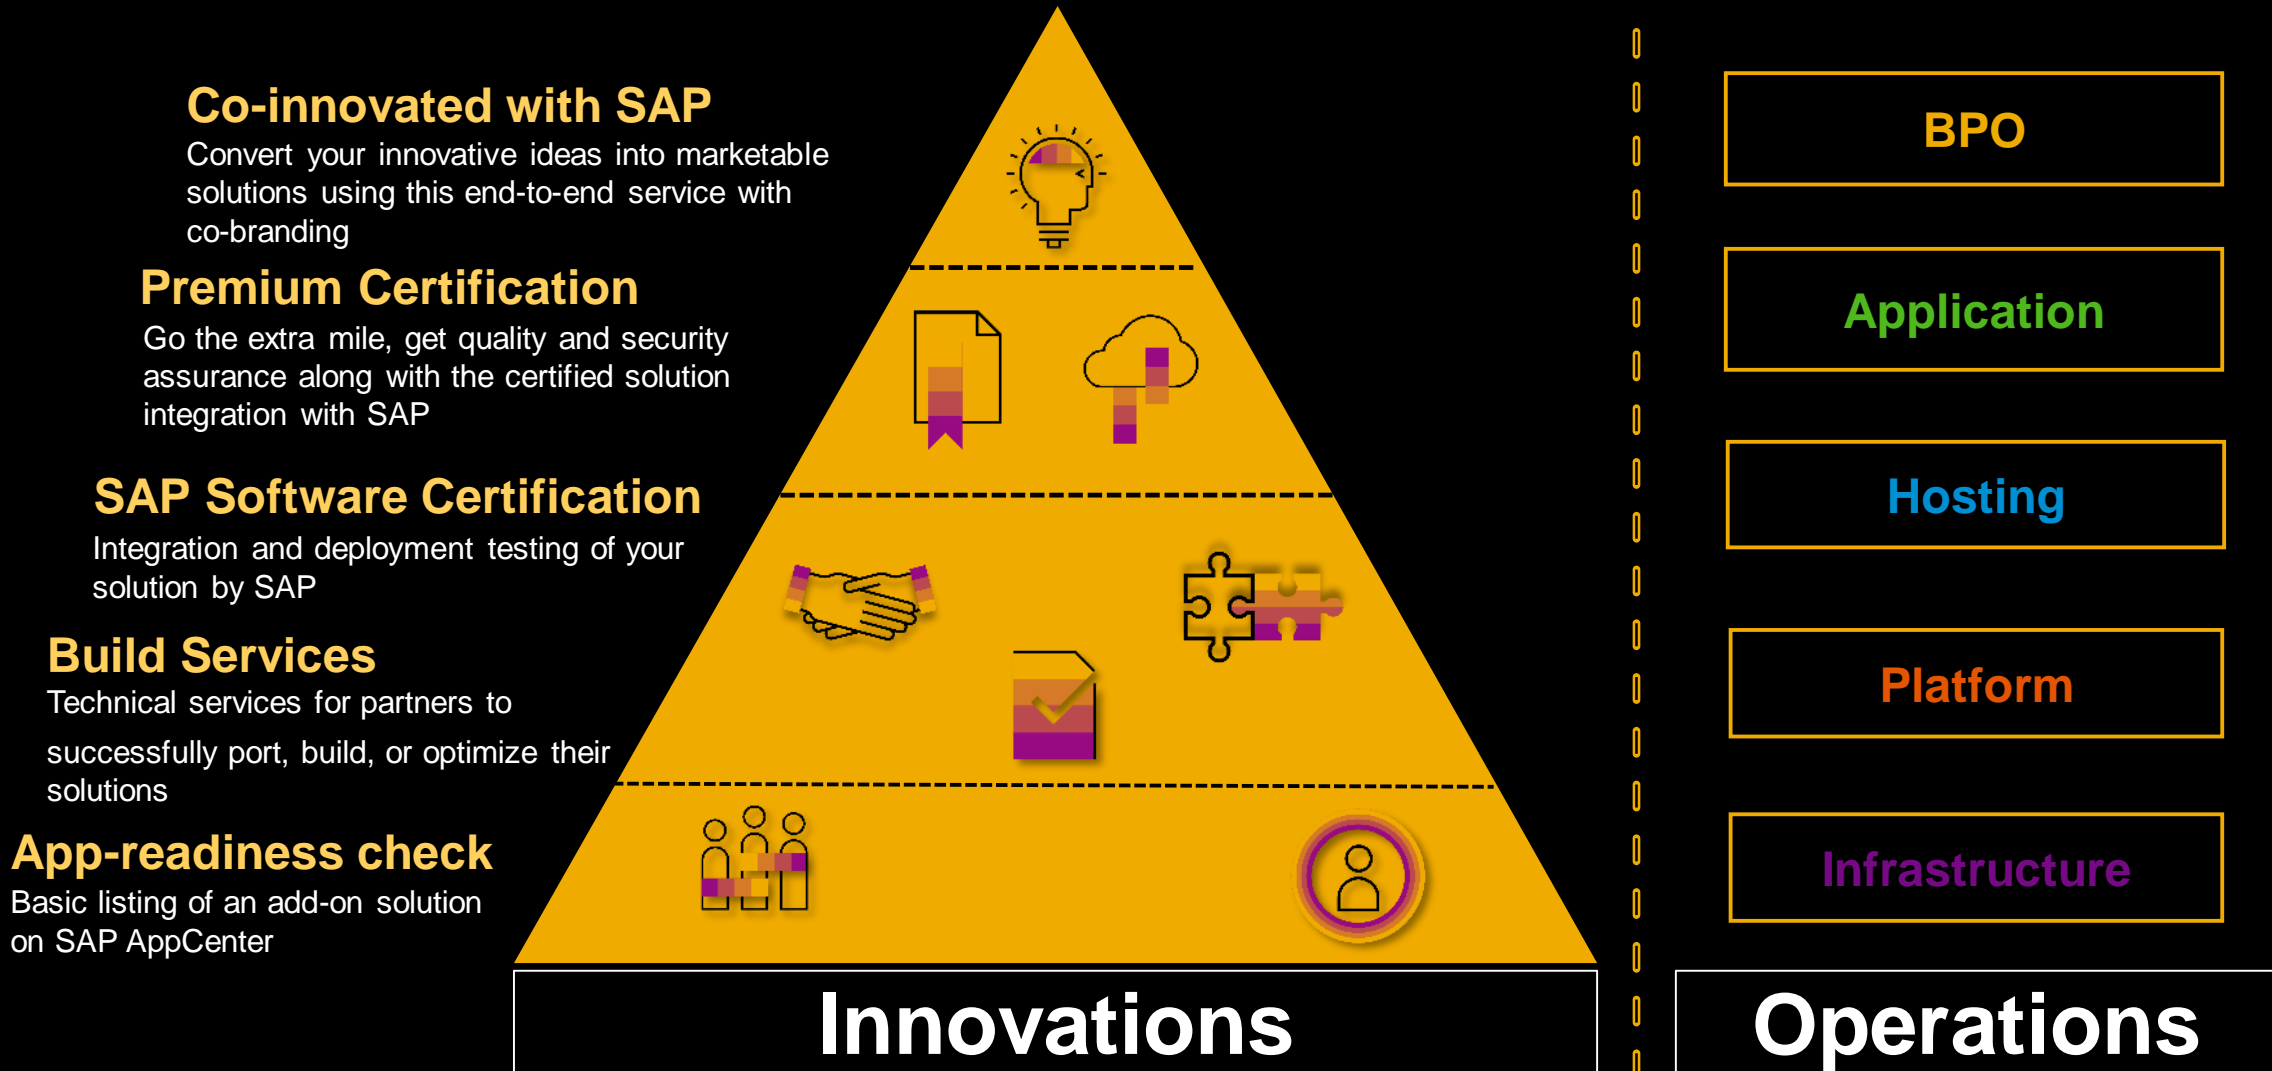 Co-innovated with SAP
Convert your innovative ideas into marketable
solutions using this end-to-end service with
co-branding
Premium Certification
Go the extra mile, get quality and security
assurance along with the certified solution
integration with SAP
SAP Software Certification
Integration and deployment testing of your
solution by SAP
Build Services
Technical services for partners to
successfully port, build, or optimize their
solutions
App-readiness check
Basic listing of an add-on solution
on SAP AppCenter
Innovations
BPO
Application
Hosting
Platform
Infrastructure
Operations